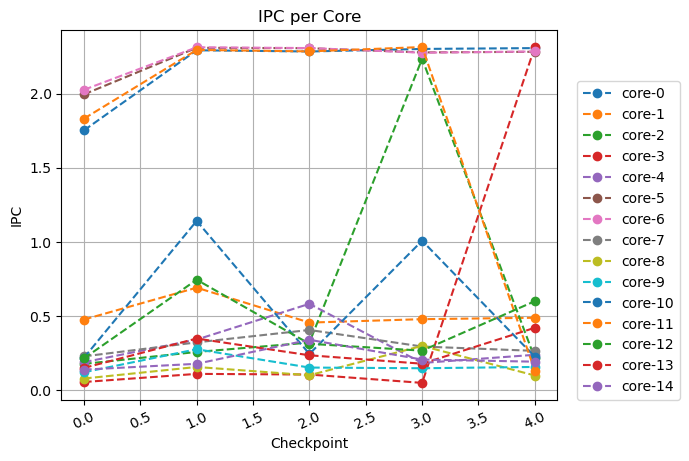 IPC per Core
IPC
2.0
1.5
1.0
0.5
0.0
0.0
0.5
1.0
1.5
2.0
2.5
3.0
3.5
4.0
Checkpoint
core-0
core-1
core-2
core-3
core-4
core-5
core-6
core-7
core-8
core-9
core-10
core-11
core-12
core-13
core-14